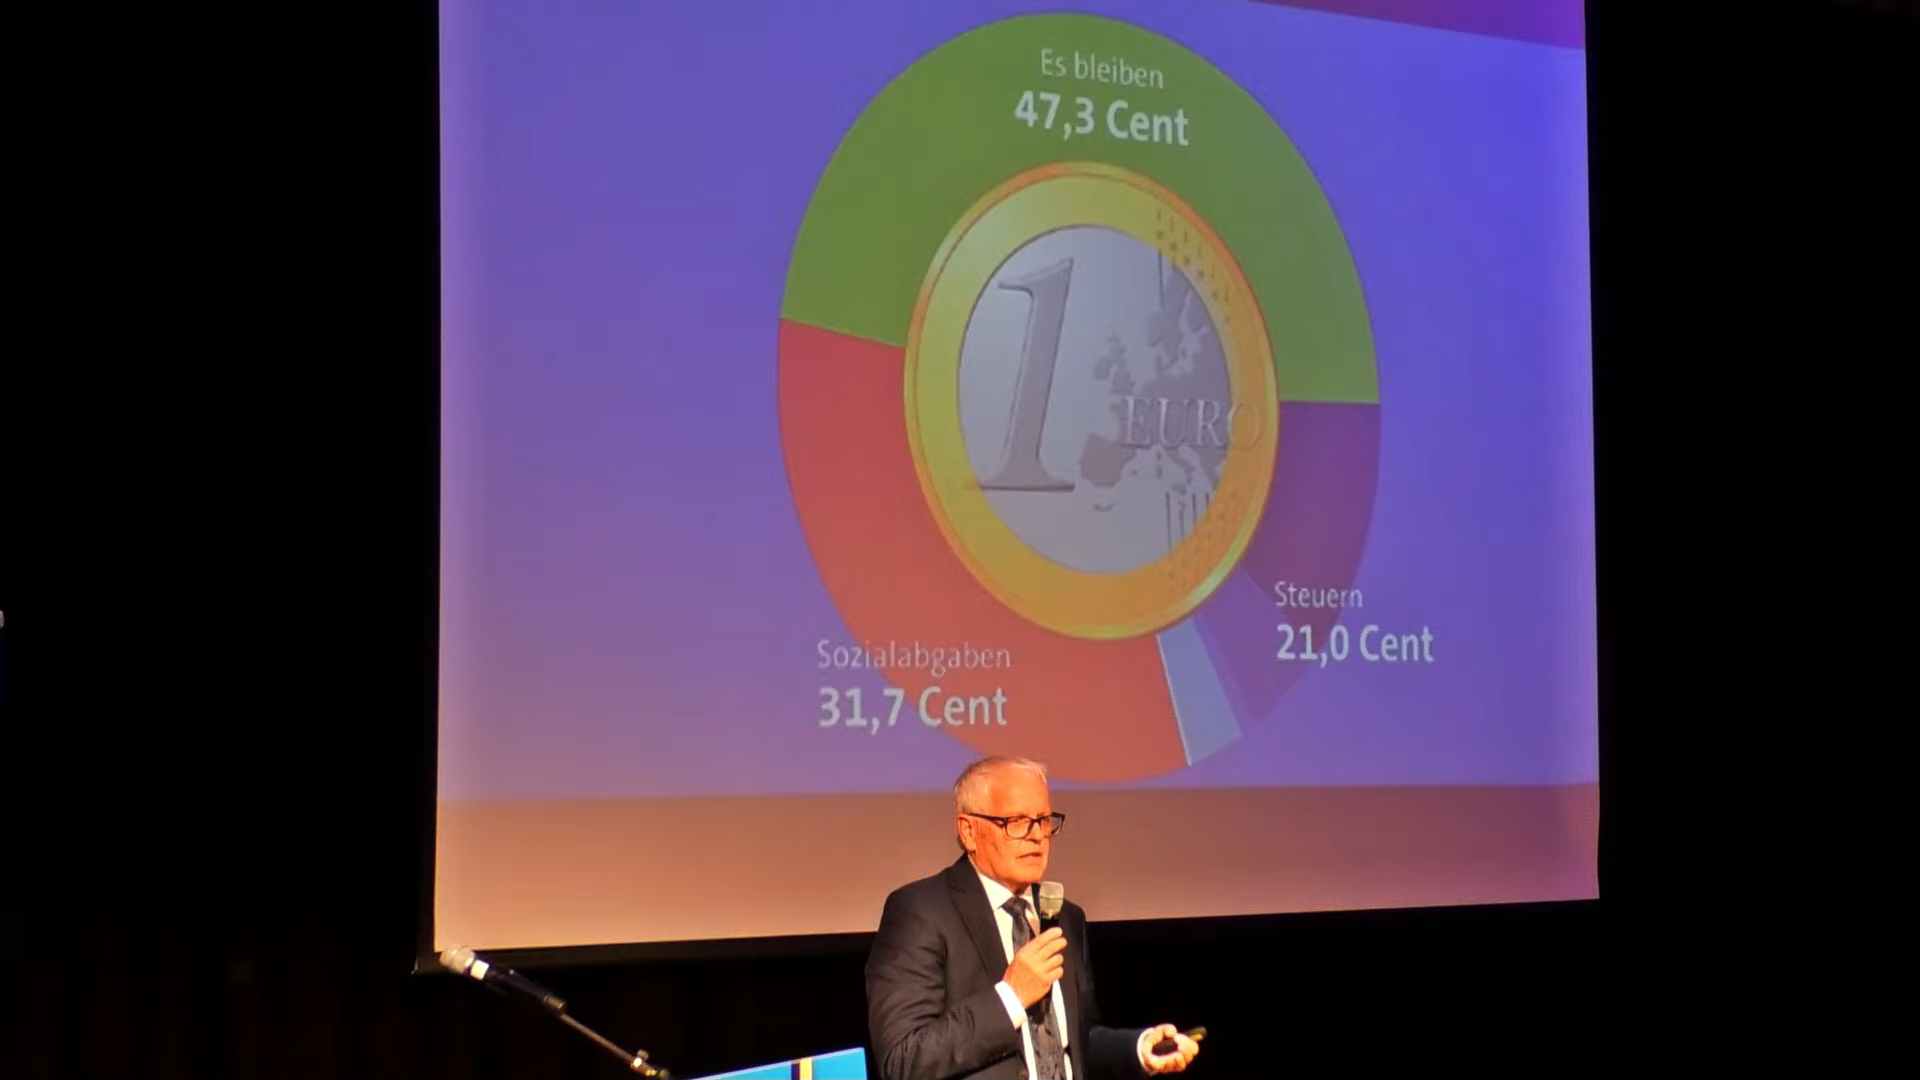 Es bleiben
47,3 Cent
1
EURO
Steuern
21,0 Cent
Sozialabgaben
31,7 Cent